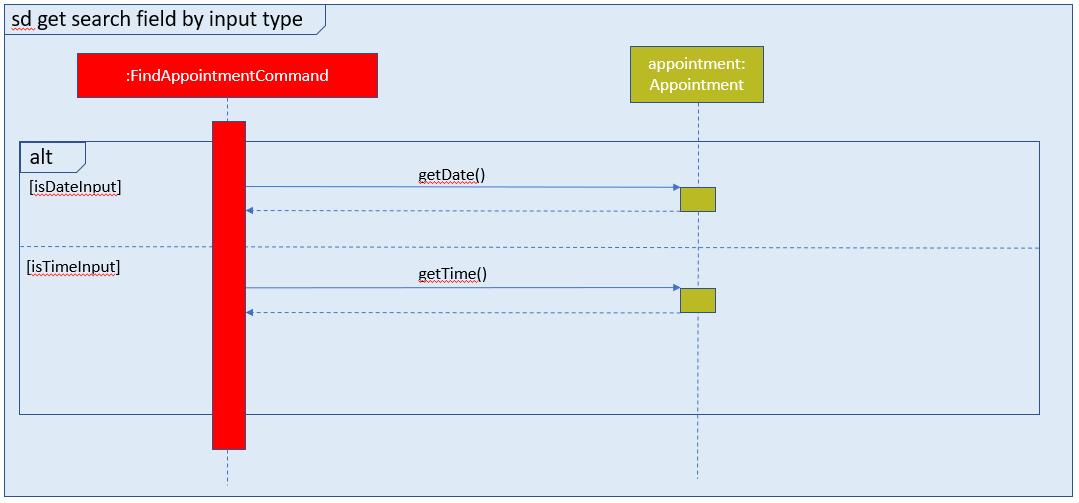 sd get search field by input type
:FindAppointmentCommand
appointment:
Appointment
alt
[isDateInput]
getDate()
[isTimeInput]
getTime()